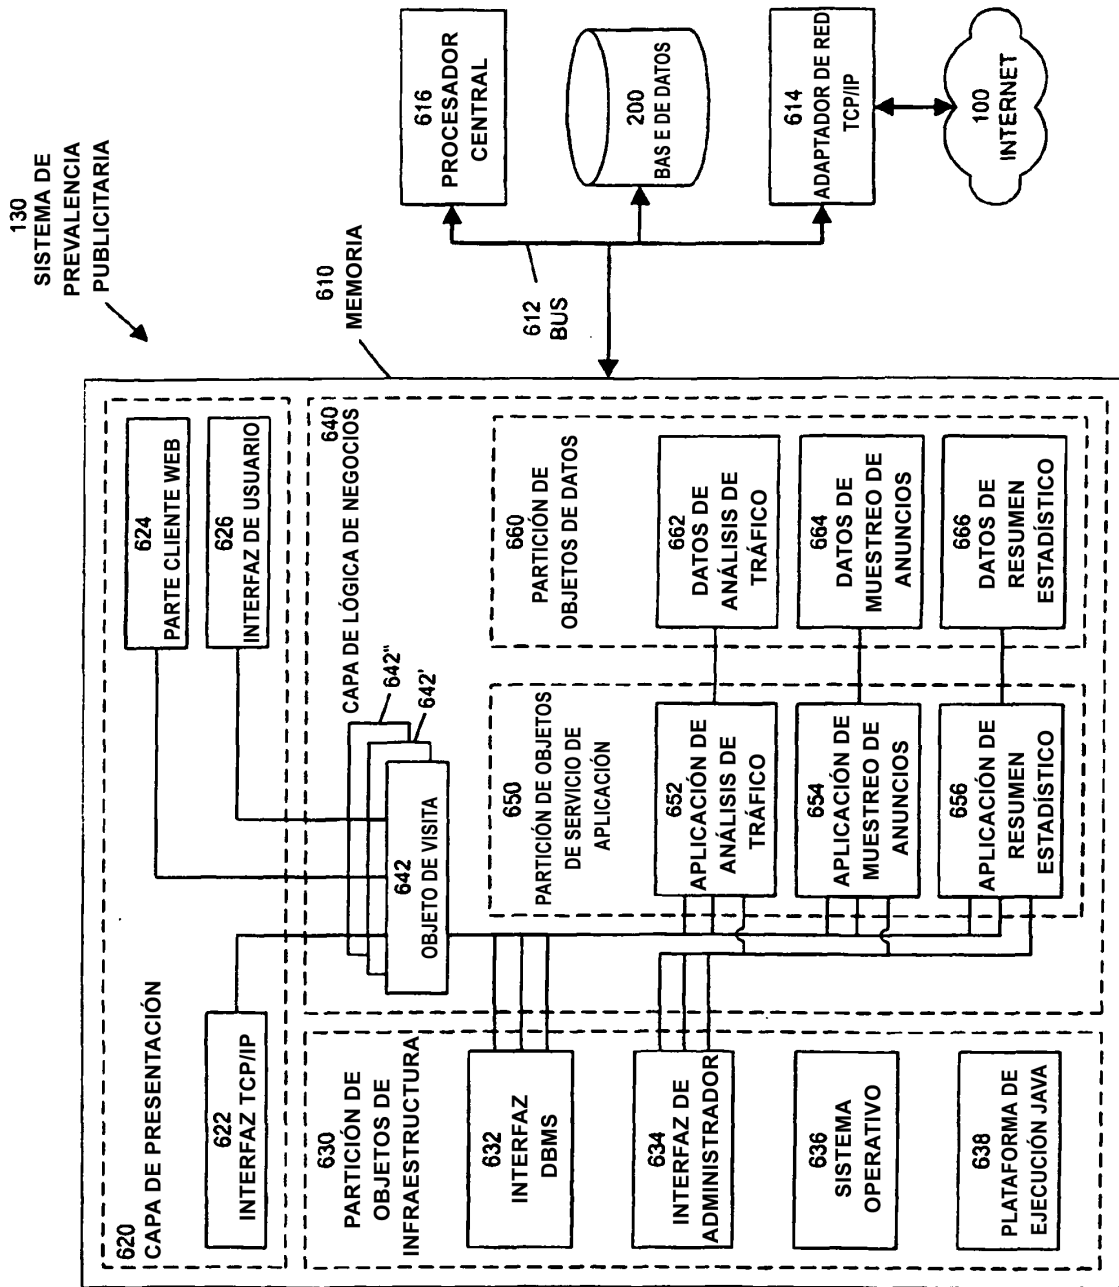 130
SISTEMA DE
PREVALENCIA
PUBLICITARIA
610
MEMORIA
620
CAPA DE PRESENTACIÓN
622
INTERFAZ TCP/IP
624
PARTE CLIENTE WEB
626
INTERFAZ DE USUARIO
630
PARTICIÓN DE
OBJETOS DE
INFRAESTRUCTURA
632
INTERFAZ
DBMS
634
INTERFAZ DE
ADMINISTRADOR
636
SISTEMA
OPERATIVO
638
PLATAFORMA DE
EJECUCIÓN JAVA
640
CAPA DE LÓGICA DE NEGOCIOS
642"
642'
642
OBJETO DE VISITA
650
PARTICIÓN DE OBJETOS
DE SERVICIO DE
APLICACIÓN
652
APLICACIÓN DE
ANÁLISIS DE
TRÁFICO
654
APLICACIÓN DE
MUESTREO DE
ANUNCIOS
656
APLICACIÓN DE
RESUMEN
ESTADÍSTICO
660
PARTICIÓN DE
OBJETOS DE DATOS
662
DATOS DE
ANÁLISIS DE
TRÁFICO
664
DATOS DE
MUESTREO DE
ANUNCIOS
666
DATOS DE
RESUMEN
ESTADÍSTICO
612
BUS
616
PROCESADOR
CENTRAL
200
BAS E DE DATOS
614
ADAPTADOR DE RED
TCP/IP
100
INTERNET